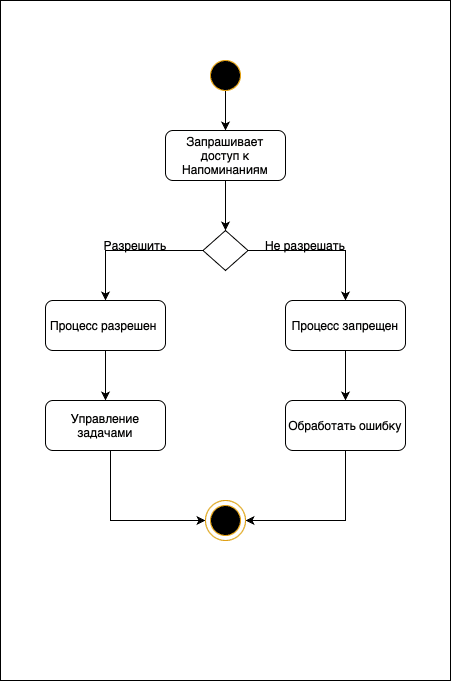 Запрашивает
доступ к
Напоминаниям
Разрешить
Не разрешать
Процесс разрешен
Процесс запрещен
Управление
задачами
Обработать ошибку